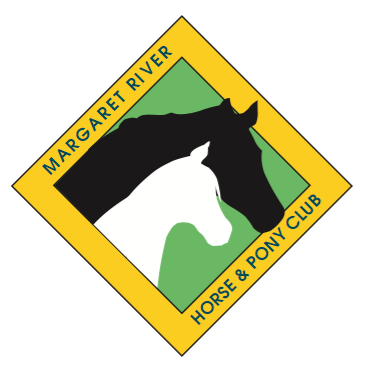 MARGARET RIVER
HORSE & PONY CLUB